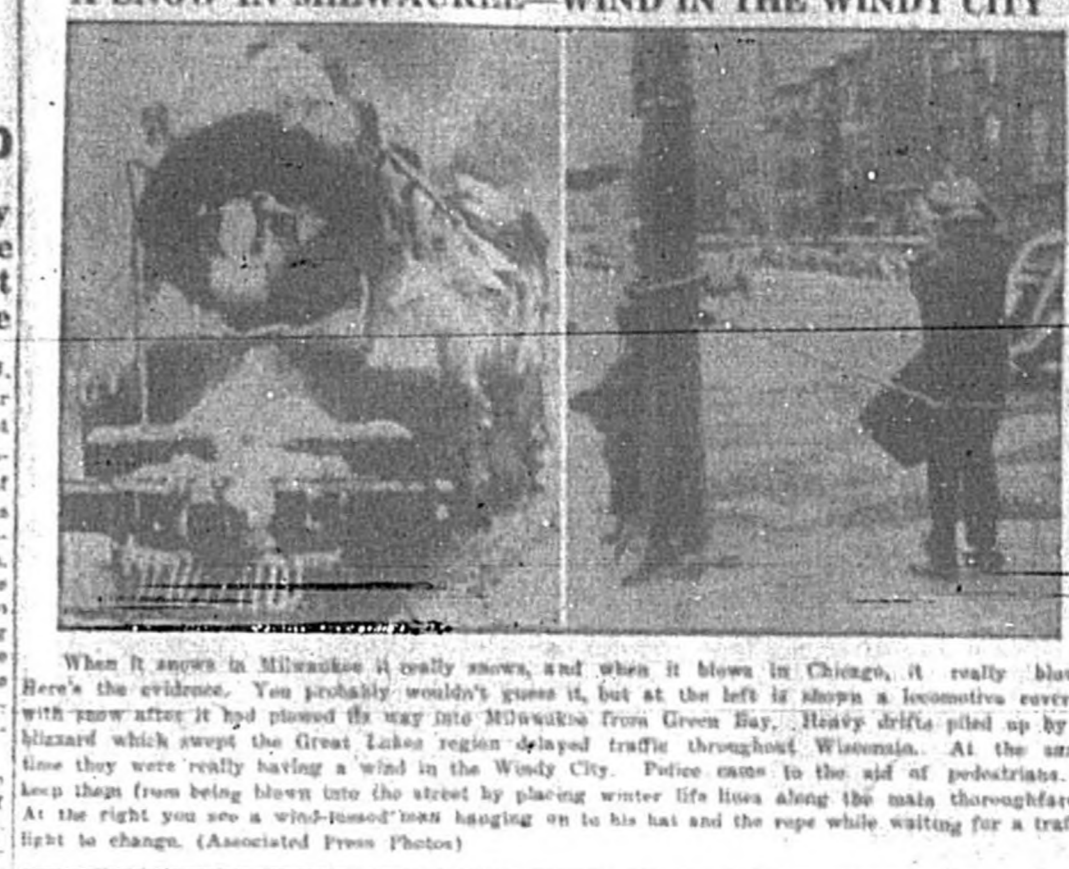 A SNOW IN MILWAUKEE—WIND IN THE WINDY CITY
When it snows in Milwaukee it really snows, and when it blows in Chicago, it really
Here's the evidence. You probably wouldn't guess it, but at the left is shown a locomotive
with snow after it had plowed its way into Milwaukee from Green Bay. Heavy drifts piled up by
blizzard which swept the Great Lakes region delayed traffic throughout Wisconsin. At the
time they were really having a wind in the Windy City. Police came to the aid of pedestrians.
keep them from being blown into the street by placing winter life lines along the main
At the right you see a wind-tossed man hanging on to his hat and the rope while waiting for a
light to change. (Associated Press Photos)